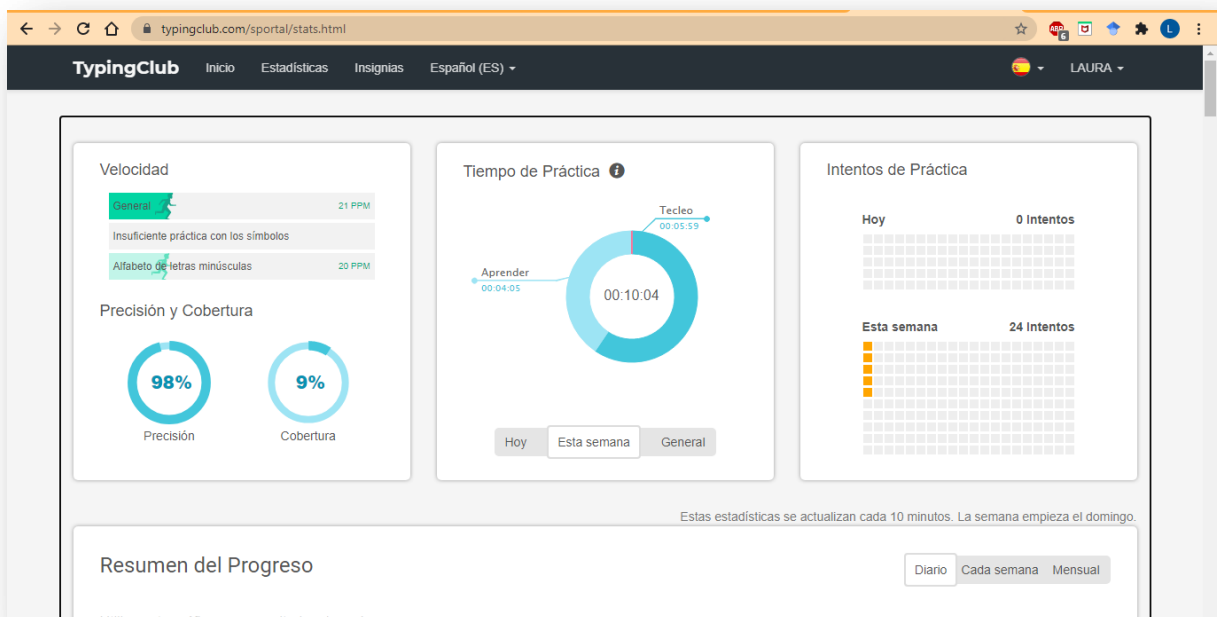 typingclub.com/sportal/stats.html
ABP
6
L
TypingClub Inicio Estadísticas Insignias Español (ES) LAURA
Velocidad
General 21 PPM
Insuficiente práctica con los símbolos
Alfabeto de letras minúsculas 20 PPM
Precisión y Cobertura
98%
Precisión
9%
Cobertura
Tiempo de Práctica
Tecleo
00:05:59
Aprender
00:04:05
00:10:04
Hoy Esta semana General
Intentos de Práctica
Hoy 0 Intentos
Esta semana 24 Intentos
Estas estadísticas se actualizan cada 10 minutos. La semana empieza el domingo.
Resumen del Progreso
Diario Cada semana Mensual